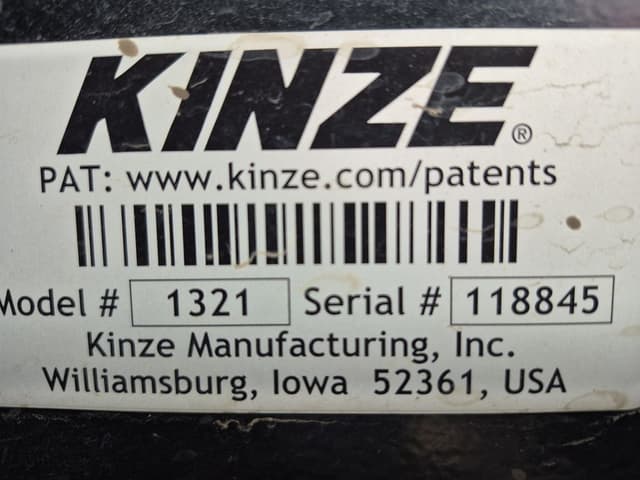 KINZE®
PAT: www.kinze.com/patents
Model # 1321 Serial # 118845
Kinze Manufacturing, Inc.
Williamsburg, Iowa 52361, USA